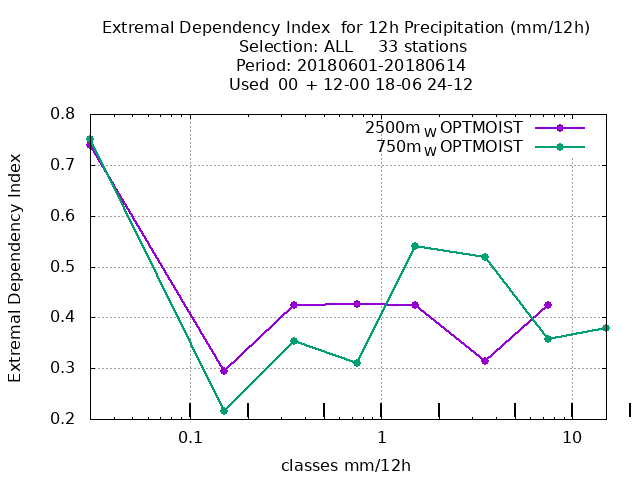 Extremal Dependency Index  for 12h Precipitation (mm/12h)
Selection: ALL     33 stations
Period: 20180601-20180614
Used  00  + 12-00 18-06 24-12
2500m W OPTMOIST
750m W OPTMOIST
Extremal Dependency Index
0.8
0.7
0.6
0.5
0.4
0.3
0.2
0.1
1
10
classes mm/12h